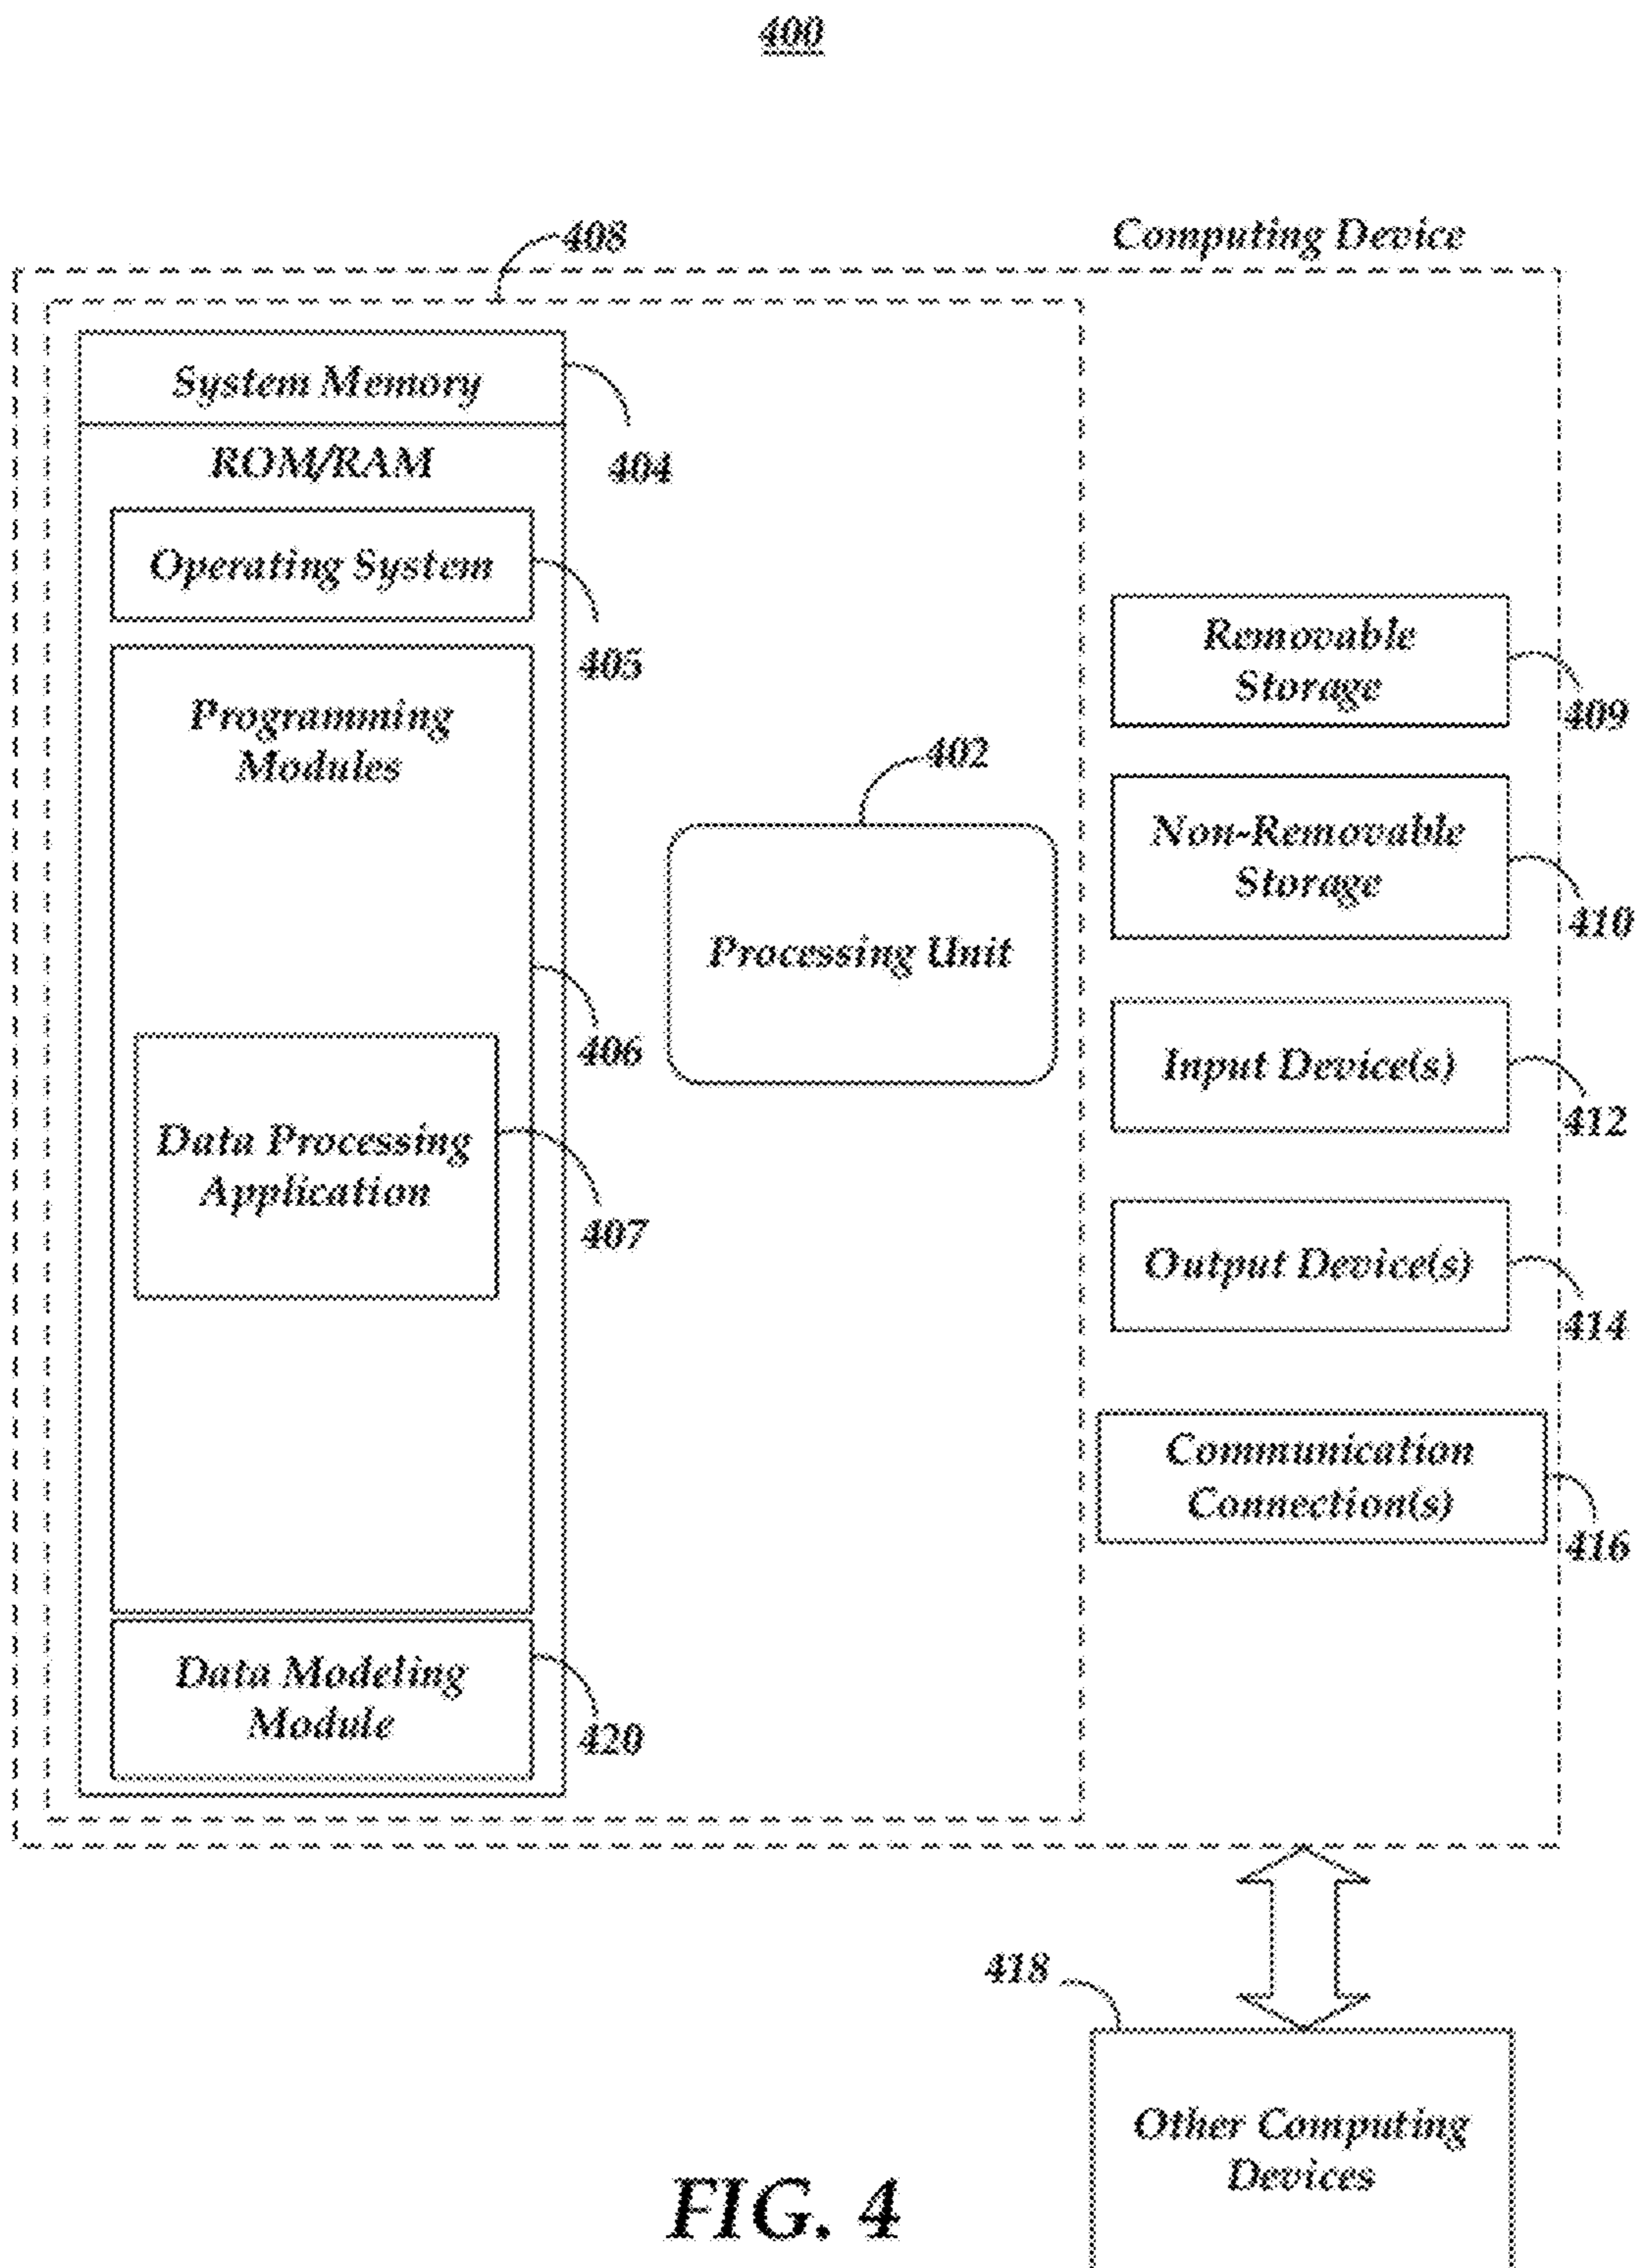 400
408
Computing Device
System Memory
404
ROM/RAM
Operating System
405
Programming
Modules
406
Data Processing
Application
407
Data Modeling
Module
420
402
Processing Unit
Removable
Storage
409
Non-Removable
Storage
410
Input Device(s)
412
Output Device(s)
414
Communication
Connection(s)
416
418
Other Computing
Devices
FIG. 4